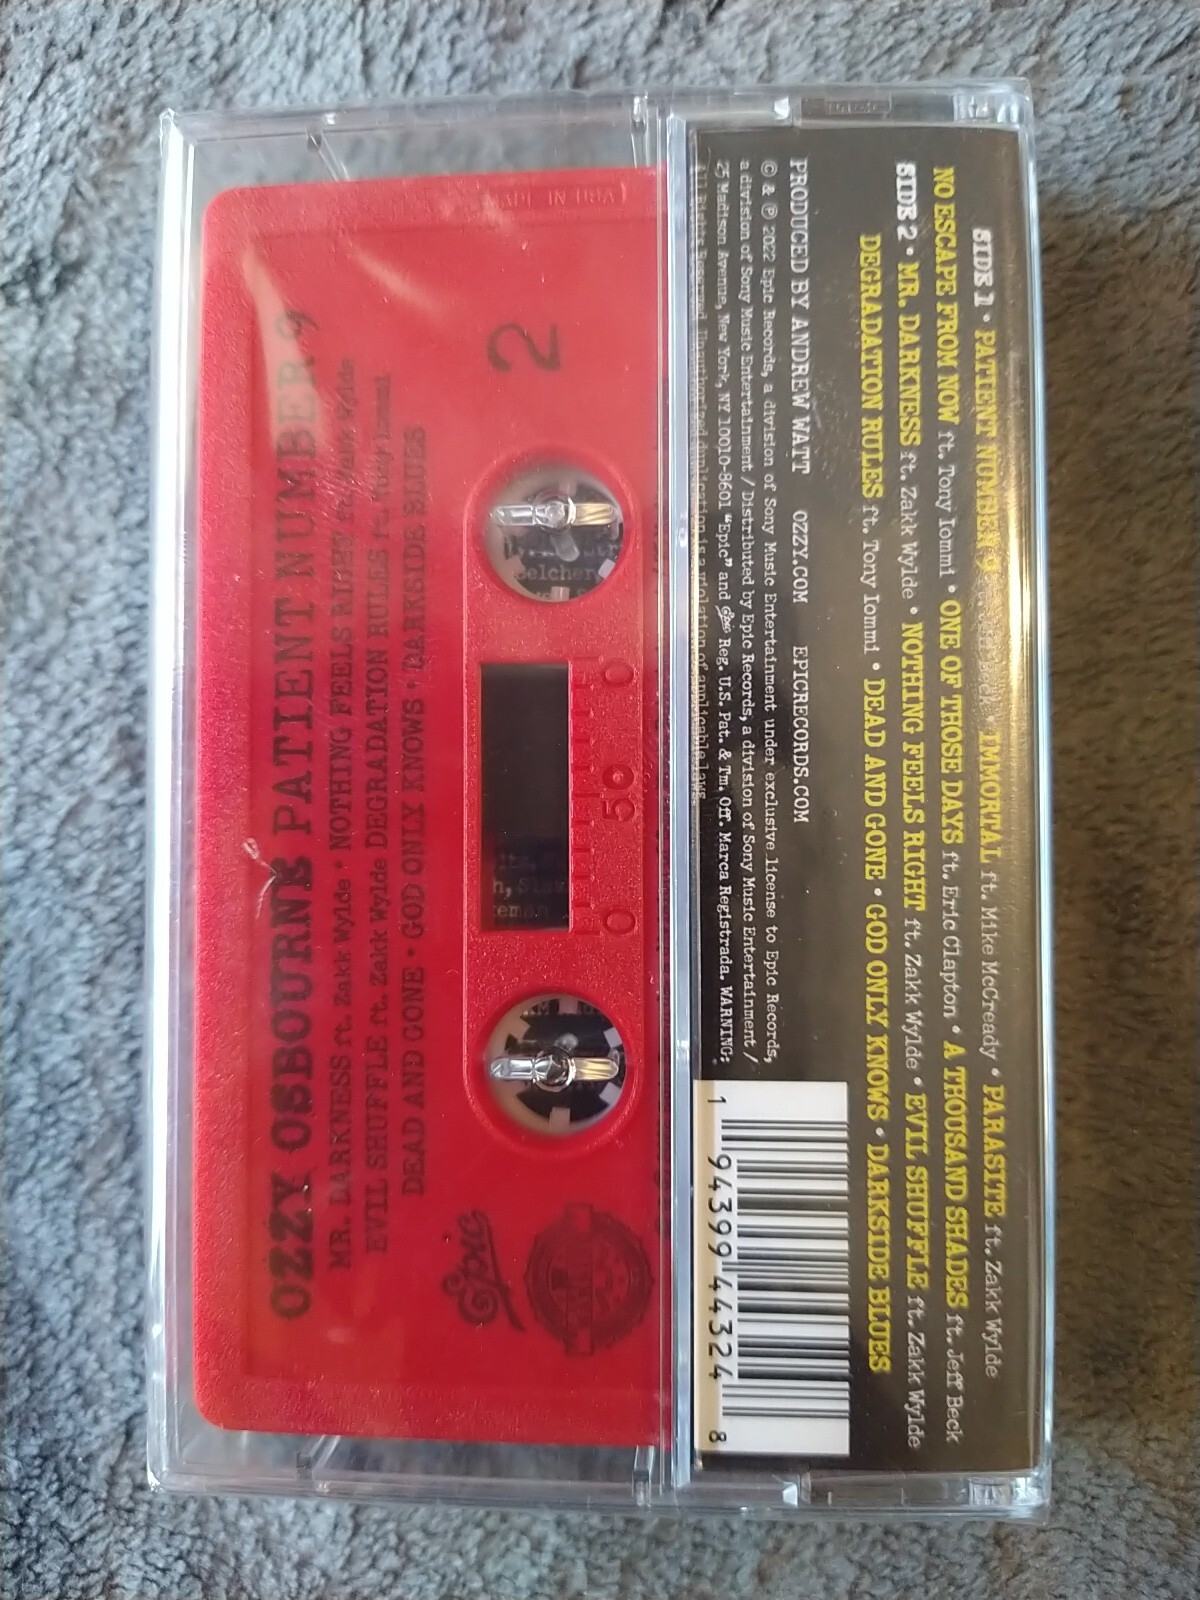 SIDE 1 • PATIENT NUMBER 9 ft. Jeff Beck • IMMORTAL ft. Mike McCready • PARASITE ft. Zakk Wylde
NO ESCAPE FROM NOW ft. Tony Iommi • ONE OF THOSE DAYS ft. Eric Clapton • A THOUSAND SHADES ft. Jeff Beck
SIDE 2 • MR. DARKNESS ft. Zakk Wylde • NOTHING FEELS RIGHT ft. Zakk Wylde • EVIL SHUFFLE ft. Zakk Wylde
DEGRADATION RULES ft. Tony Iommi • DEAD AND GONE • GOD ONLY KNOWS • DARKSIDE BLUES
PRODUCED BY ANDREW WATT OZZY.COM EPICRECORDS.COM
© & ℗ 2022 Epic Records, a division of Sony Music Entertainment under exclusive license to Epic Records,
a division of Sony Music Entertainment / Distributed by Epic Records, a division of Sony Music Entertainment /
25 Madison Avenue, New York, NY 10010-8601 "Epic" and Epic Reg. U.S. Pat. & Tm. Off. Marca Registrada. WARNING:
All Rights Reserved. Unauthorized duplication is a violation of applicable laws.
1 94399 44324 8
MADE IN USA
2
OZZY OSBOURNE PATIENT NUMBER 9
MR. DARKNESS ft. Zakk Wylde • NOTHING FEELS RIGHT ft. Zakk Wylde
EVIL SHUFFLE ft. Zakk Wylde DEGRADATION RULES ft. Tony Iommi
DEAD AND GONE • GOD ONLY KNOWS • DARKSIDE BLUES
0 50 0
Epic
Belcher